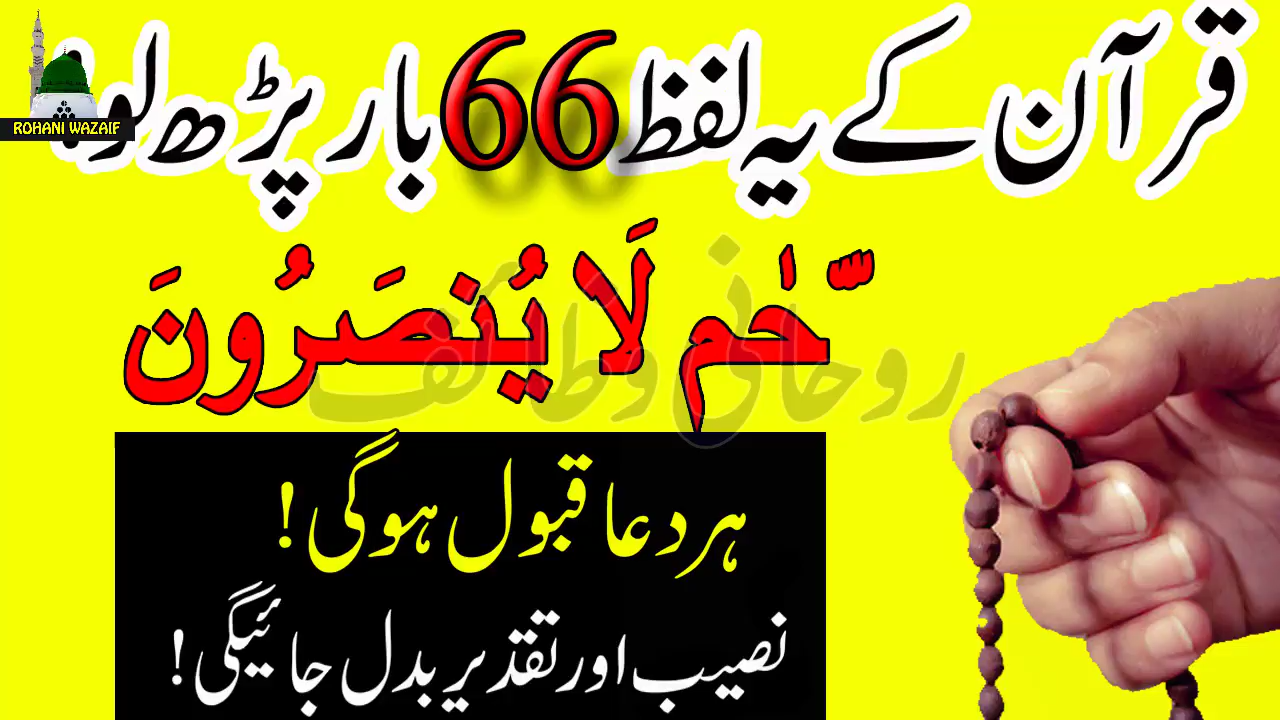 ROHANI WAZAIF
قرآن کے یہ لفظ 66 بار پڑھ لو
حٰم لَا یُنصَرُونَ
روحانی وظائف
ہر دعا قبول ہوگی!
نصیب اور تقدیر بدل جائیگی!